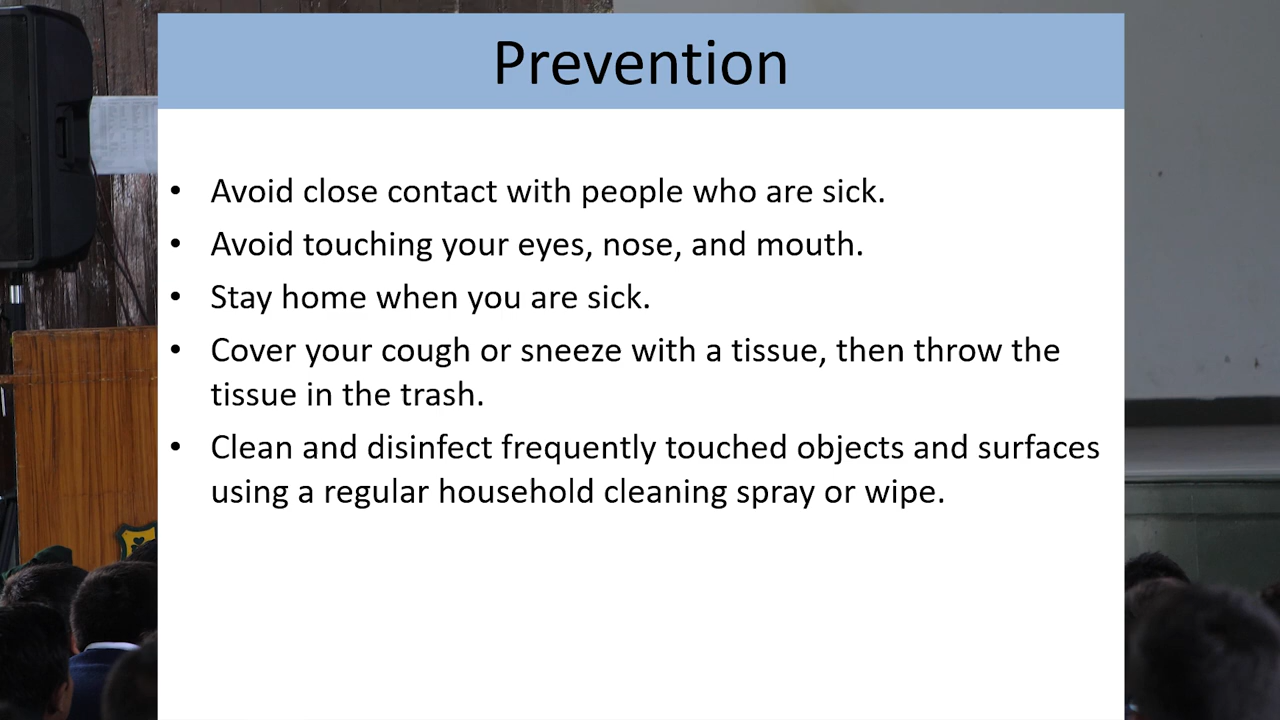 Prevention
• Avoid close contact with people who are sick.
• Avoid touching your eyes, nose, and mouth.
• Stay home when you are sick.
• Cover your cough or sneeze with a tissue, then throw the
tissue in the trash.
• Clean and disinfect frequently touched objects and surfaces
using a regular household cleaning spray or wipe.